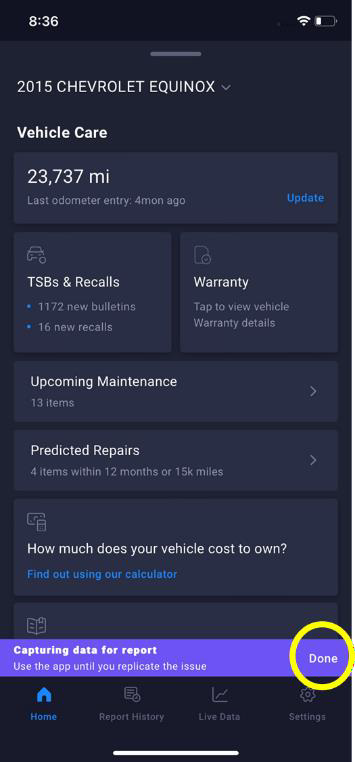 8:36
2015 CHEVROLET EQUINOX
Vehicle Care
23,737 mi
Last odometer entry: 4mon ago
Update
TSBs & Recalls
• 1172 new bulletins
• 16 new recalls
Warranty
Tap to view vehicle
Warranty details
Upcoming Maintenance
13 items
Predicted Repairs
4 items within 12 months or 15k miles
How much does your vehicle cost to own?
Find out using our calculator
Capturing data for report
Use the app until you replicate the issue
Done
Home
Report History
Live Data
Settings